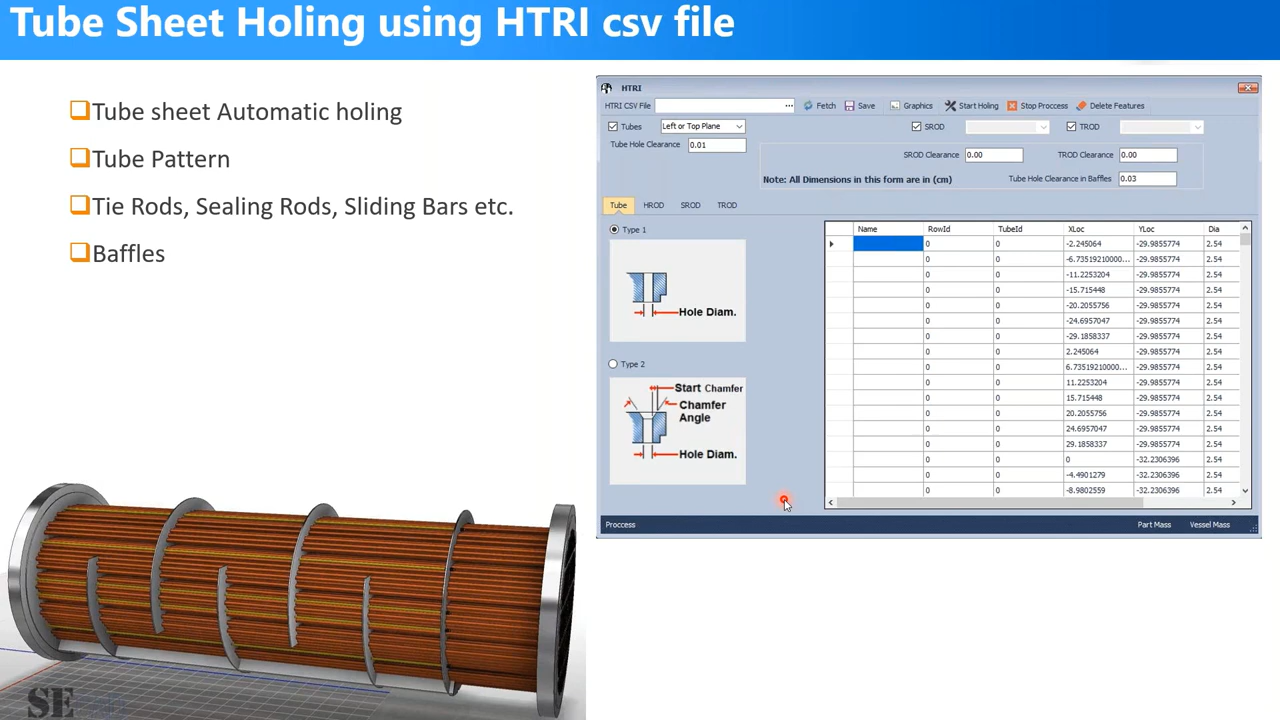 Tube Sheet Holing using HTRI csv file
Tube sheet Automatic holing
Tube Pattern
Tie Rods, Sealing Rods, Sliding Bars etc.
Baffles
HTRI
HTRI CSV File ... Fetch Save Graphics Start Holing Stop Proccess Delete Features
Tubes Left or Top Plane SROD TROD
Tube Hole Clearance 0.01
SROD Clearance 0.00 TROD Clearance 0.00
Note: All Dimensions in this form are in (cm) Tube Hole Clearance in Baffles 0.03
Tube HROD SROD TROD
Type 1
Hole Diam.
Type 2
Start Chamfer
Chamfer
Angle
Hole Diam.
Name RowId TubeId XLoc YLoc Dia
0 0 -2.245064 -29.9855774 2.54
0 0 -6.73519210000... -29.9855774 2.54
0 0 -11.2253204 -29.9855774 2.54
0 0 -15.715448 -29.9855774 2.54
0 0 -20.2055756 -29.9855774 2.54
0 0 -24.6957047 -29.9855774 2.54
0 0 -29.1858337 -29.9855774 2.54
0 0 2.245064 -29.9855774 2.54
0 0 6.73519210000... -29.9855774 2.54
0 0 11.2253204 -29.9855774 2.54
0 0 15.715448 -29.9855774 2.54
0 0 20.2055756 -29.9855774 2.54
0 0 24.6957047 -29.9855774 2.54
0 0 29.1858337 -29.9855774 2.54
0 0 0 -32.2306396 2.54
0 0 -4.4901279 -32.2306396 2.54
0 0 -8.9802559 -32.2306396 2.54
Proccess Part Mass Vessel Mass
SE